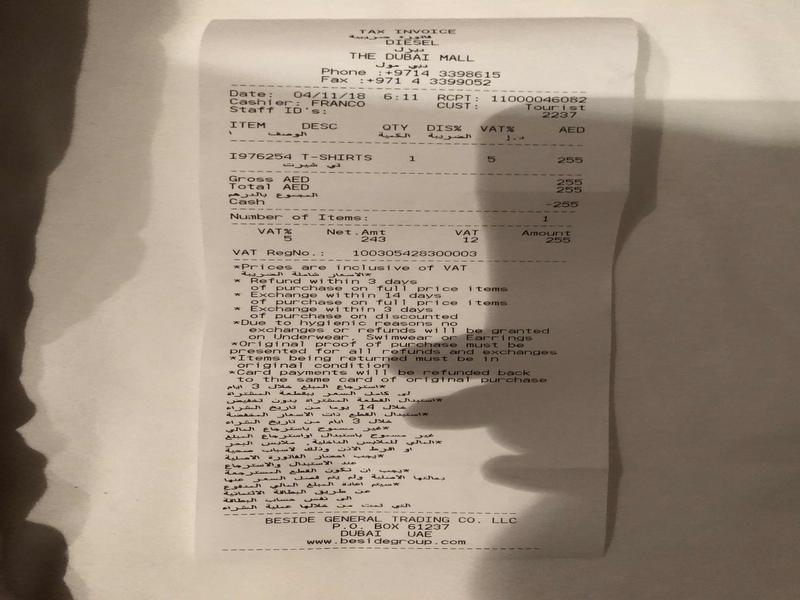 TAX INVOICE
فاتورة ضريبية
DIESEL
ديزل
THE DUBAI MALL
دبي مول
Phone :+9714 3398615
Fax :+971 4 3399052
Date: 04/11/18 6:11 RCPT: 11000046082
Cashier: FRANCO CUST: Tourist
Staff ID's: 2237
ITEM DESC QTY DIS% VAT% AED
الوصف الكمية الضريبة د.إ
I976254 T-SHIRTS 1 5 255
تي شيرت
Gross AED 255
Total AED 255
المجموع بالدرهم
Cash -255
Number of Items: 1
VAT% Net.Amt VAT Amount
5 243 12 255
VAT RegNo.: 100305428300003
*Prices are inclusive of VAT
*الاسعار شاملة الضريبة
* Refund within 3 days
of purchase on full price items
* Exchange within 14 days
of purchase on full price items
* Exchange within 3 days
of purchase on discounted
*Due to hygienic reasons no
exchanges or refunds will be granted
on Underwear, Swimwear or Earrings
*Original proof of purchase must be
presented for all refunds and exchanges
*Items being returned must be in
original condition
*Card payments will be refunded back
to the same card of original purchase
*استرجاع المبلغ خلال 3 ايام
*استبدال القطعة المشتراه بدون تخفيض
خلال 14 يوما من تاريخ الشراء
*استبدال القطع ذات الاسعار المخفضة
خلال 3 ايام من تاريخ الشراء
غير مسموح باستبدال اواسترجاع المبلغ
*يجب احضار الفاتورة الاصلية
عند الاستبدال والاسترجاع
*يجب ان تكون القطع المسترجعة
*سيتم اعادة المبلغ المالي المدفوع
عن طريق البطاقة الائتمانية
الى نفس حساب البطاقة
التي تمت من خلالها عملية الشراء
BESIDE GENERAL TRADING CO. LLC
P.O. BOX 61237
DUBAI UAE
www.besidegroup.com